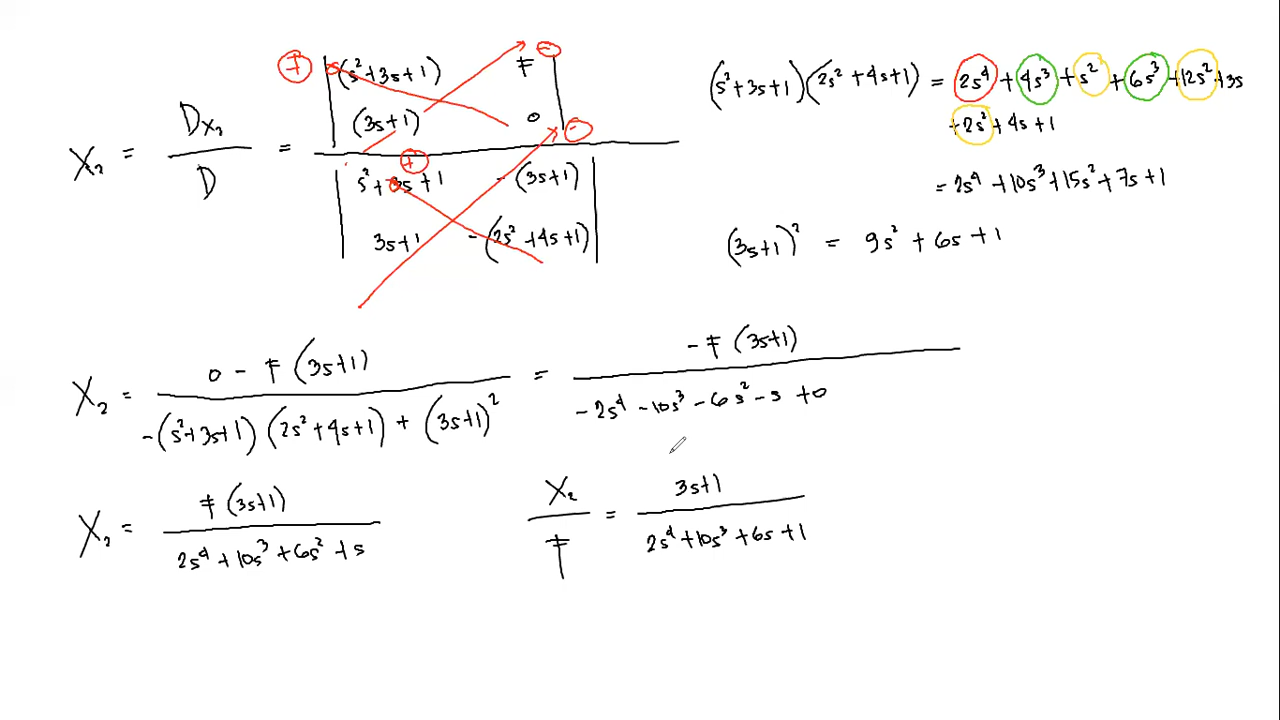 X₂ = Dx₂ / D = | (s²+3s+1) F ; (3s+1) 0 | / | s²+3s+1 -(3s+1) ; 3s+1 -(2s²+4s+1) |
+ - + -
(s²+3s+1)(2s²+4s+1) = 2s⁴ + 4s³ + s² + 6s³ + 12s² + 3s
+ 2s² + 4s + 1
= 2s⁴ + 10s³ + 15s² + 7s + 1
(3s+1)² = 9s² + 6s + 1
X₂ = 0 - F (3s+1) / -(s²+3s+1) (2s²+4s+1) + (3s+1)² = -F (3s+1) / -2s⁴ - 10s³ - 6s² - s + 0
X₂ = F (3s+1) / 2s⁴ + 10s³ + 6s² + s
X₂ / F = 3s+1 / 2s⁴ + 10s³ + 6s + 1